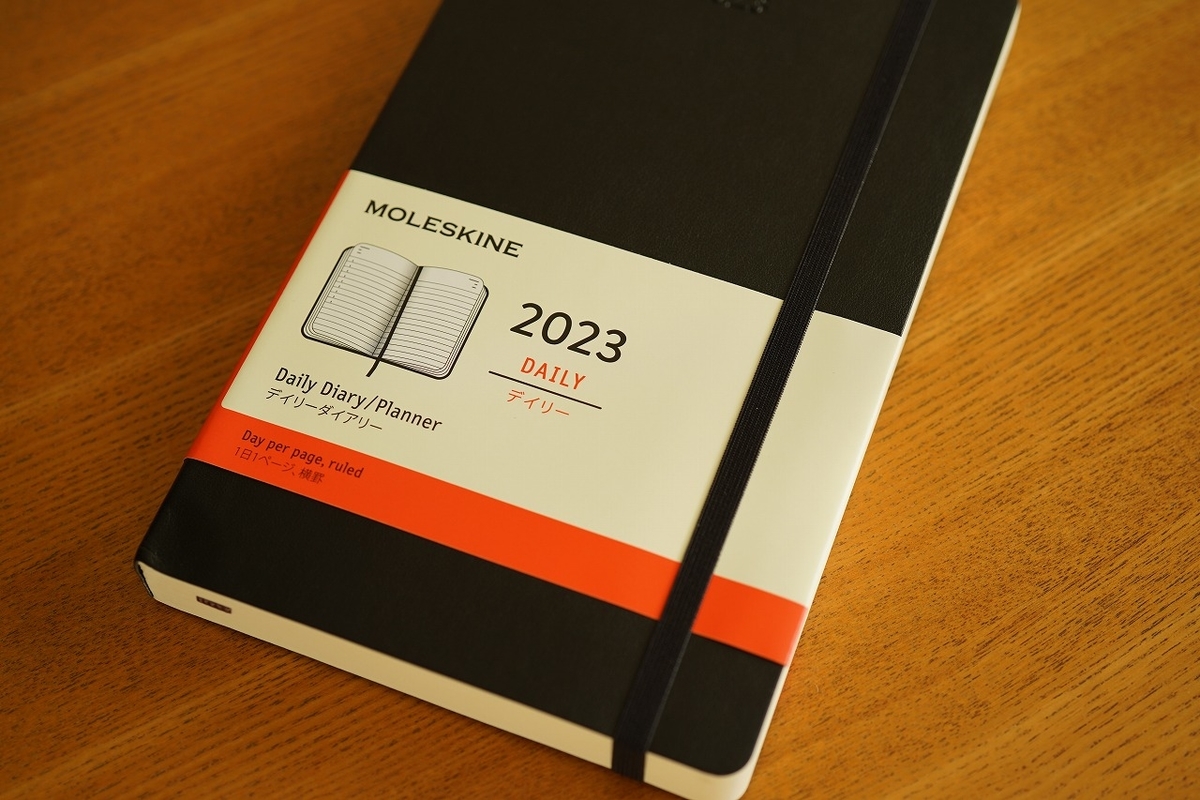 MOLESKINE
2023
DAILY
デイリー
Daily Diary/Planner
デイリーダイアリー
Day per page, ruled
1日1ページ、横罫